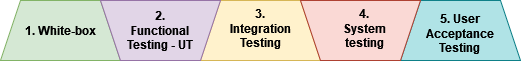 1. White-box
2.
Functional
Testing - UT
3.
Integration
Testing
4.
System
testing
5. User
Acceptance
Testing